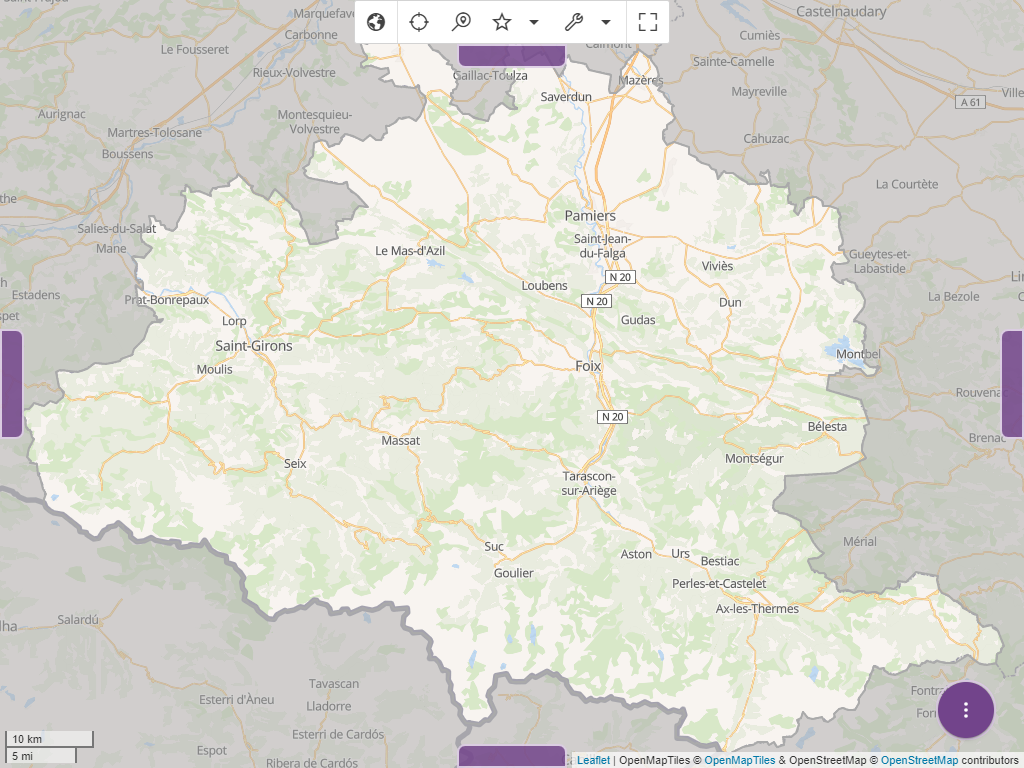 Marquefave
Castelnaudary
Carbonne
Cumiès
Le Fousseret
Calmont
Sainte-Camelle
Rieux-Volvestre
Gaillac-Toulza
Mazères
Mayreville
Saverdun
A 61
Aurignac
Montesquieu-
Volvestre
Martres-Tolosane
Cahuzac
Boussens
La Courtète
Pamiers
Salies-du-Salat
Saint-Jean-
du-Falga
Mane
Le Mas-d'Azil
Gueytes-et-
Labastide
Viviès
N 20
Loubens
Estadens
Prat-Bonrepaux
N 20
Dun
La Bezole
Lorp
Gudas
Saint-Girons
Montbel
Moulis
Foix
N 20
Bélesta
Massat
Seix
Montségur
Tarascon-
sur-Ariège
Mérial
Suc
Aston
Urs
Bestiac
Goulier
Perles-et-Castelet
Ax-les-Thermes
Salardú
Tavascan
Esterri d'Àneu
Lladorre
Esterri de Cardós
Espot
Ribera de Cardós
10 km
5 mi
Leaflet | OpenMapTiles © OpenMapTiles & OpenStreetMap © OpenStreetMap contributors